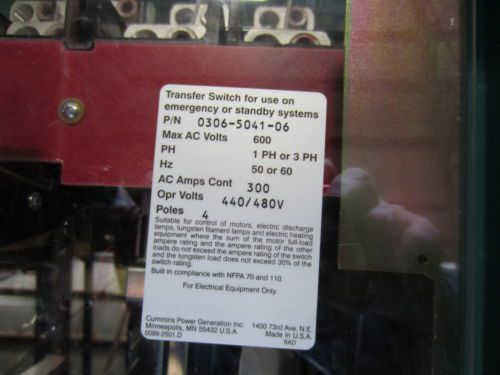 Transfer Switch for use on
emergency or standby systems
P/N 0306-5041-06
Max AC Volts 600
PH 1 PH or 3 PH
Hz 50 or 60
AC Amps Cont 300
Opr Volts 440/480V
Poles 4
Suitable for control of motors, electric discharge
lamps, tungsten filament lamps and electric heating
equipment where the sum of the motor full-load
ampere rating and the ampere rating of the other
loads do not exceed the ampere rating of the switch
and the tungsten load does not exceed 30% of the
switch rating.
Built in compliance with NFPA 70 and 110
For Electrical Equipment Only.
Cummins Power Generation Inc. 1400 73rd Ave. N.E.
Minneapolis, MN 55432 U.S.A. Made in U.S.A.
0099-2501.D RAD